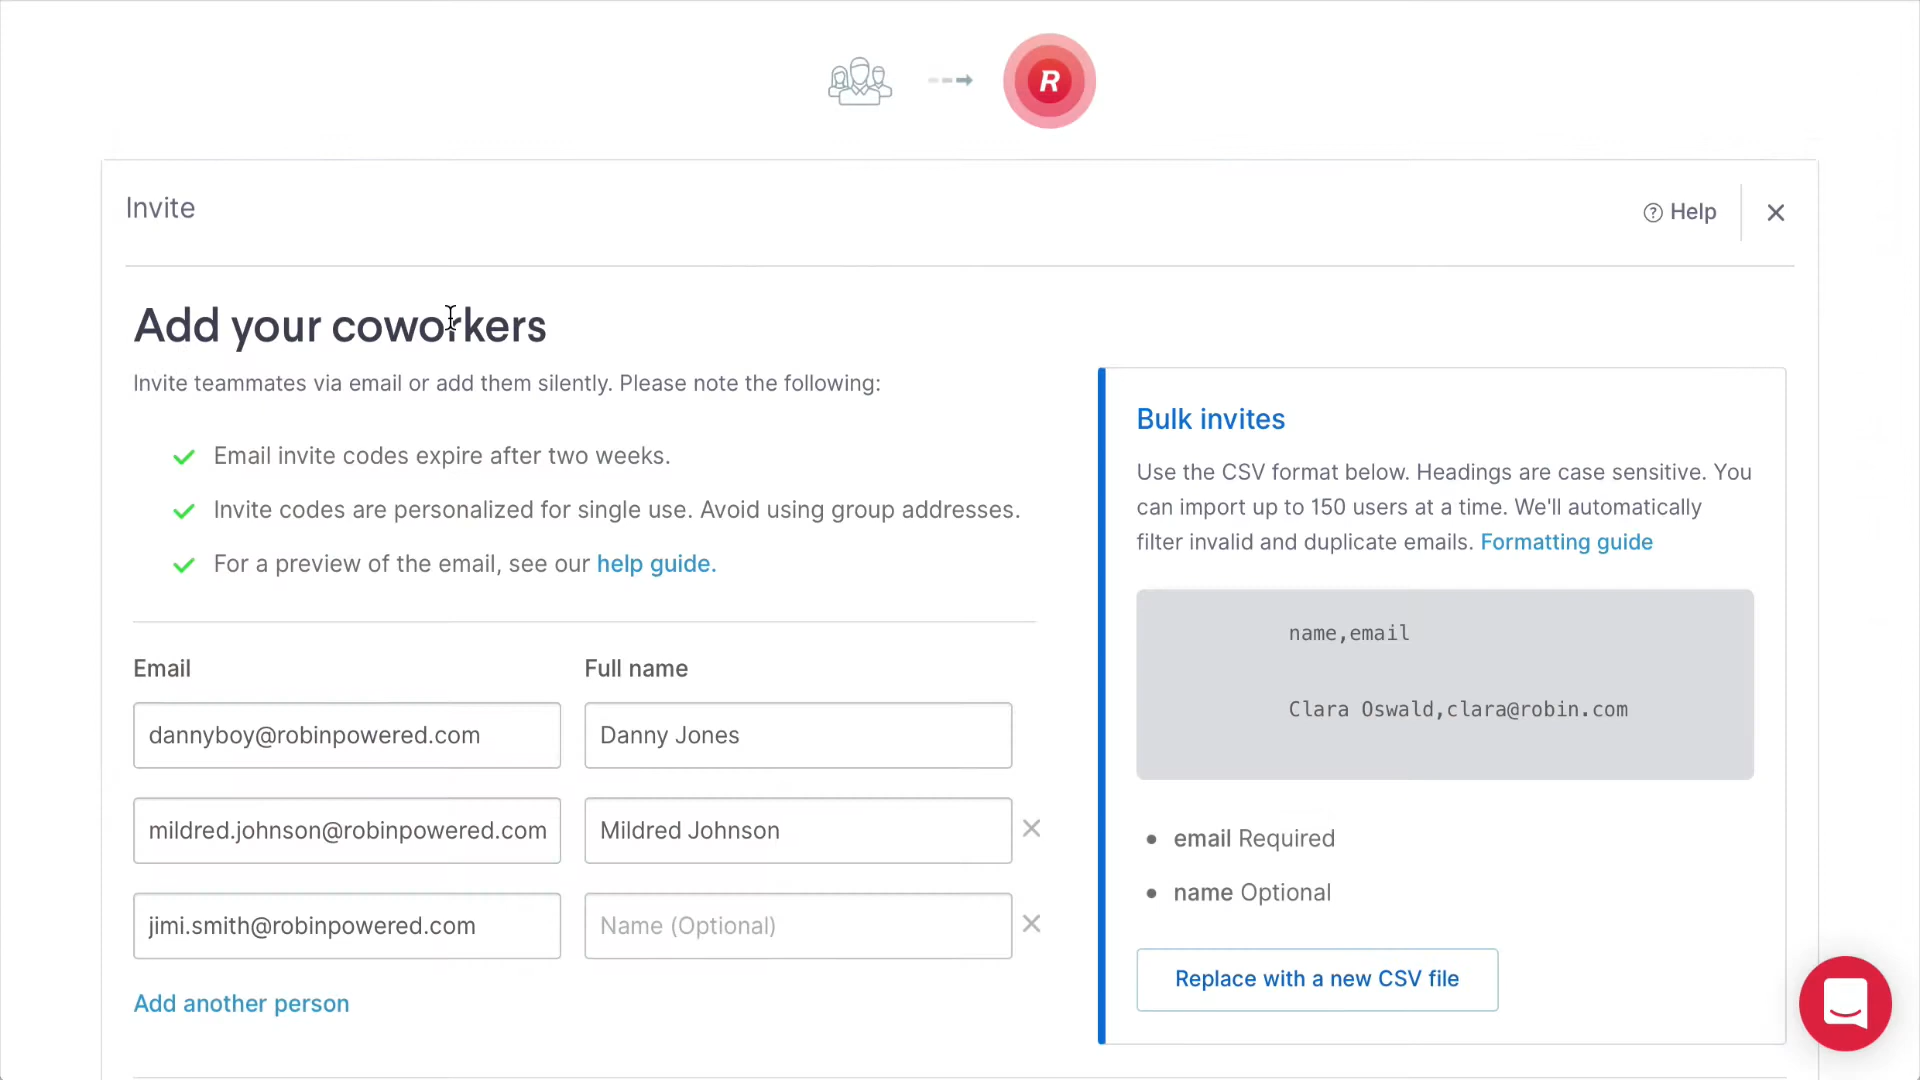 R
Invite
? Help
Add your coworkers
Invite teammates via email or add them silently. Please note the following:
Email invite codes expire after two weeks.
Invite codes are personalized for single use. Avoid using group addresses.
For a preview of the email, see our help guide.
Email
Full name
dannyboy@robinpowered.com
Danny Jones
mildred.johnson@robinpowered.com
Mildred Johnson
jimi.smith@robinpowered.com
Name (Optional)
Add another person
Bulk invites
Use the CSV format below. Headings are case sensitive. You
can import up to 150 users at a time. We'll automatically
filter invalid and duplicate emails. Formatting guide
name,email
Clara Oswald,clara@robin.com
email Required
name Optional
Replace with a new CSV file